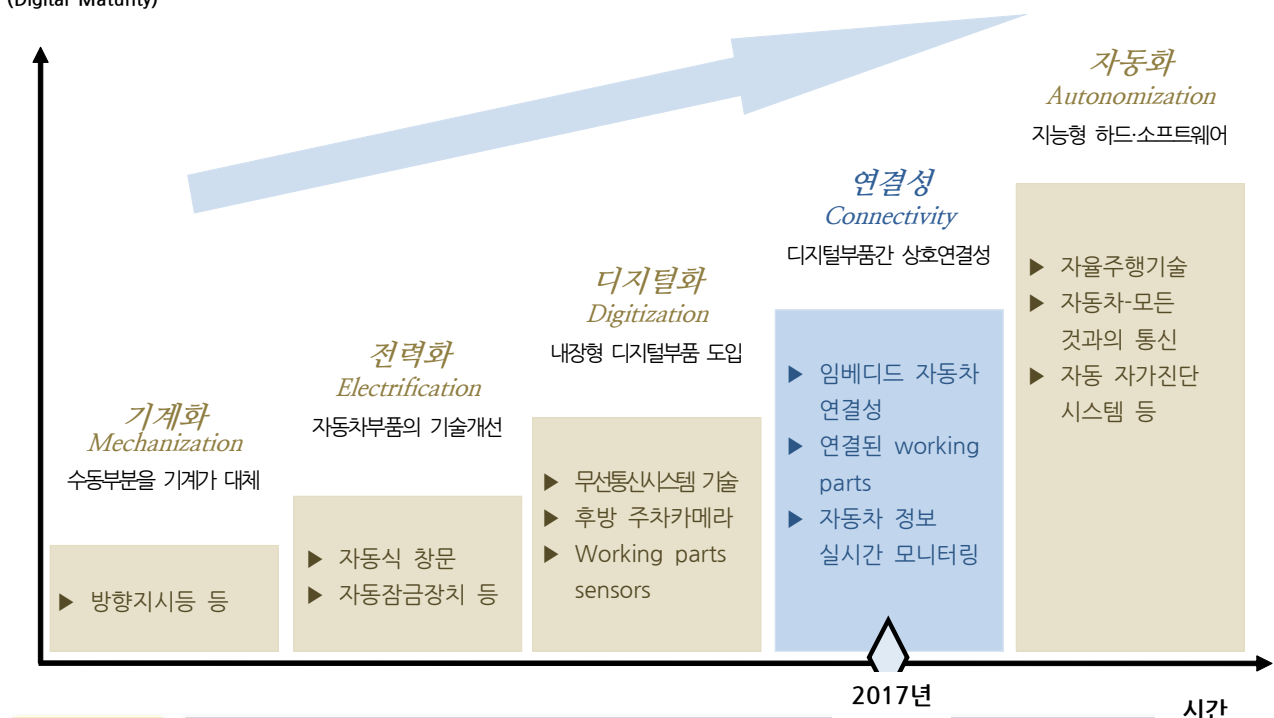 (Digital Maturity)
자동화
Autonomization
지능형 하드·소프트웨어
연결성
Connectivity
디지털부품간 상호연결성
디지털화
Digitization
내장형 디지털부품 도입
전력화
Electrification
자동차부품의 기술개선
기계화
Mechanization
수동부분을 기계가 대체
▶ 방향지시등 등
▶ 자동식 창문
▶ 자동잠금장치 등
▶ 무선통신시스템 기술
▶ 후방 주차카메라
▶ Working parts
sensors
▶ 임베디드 자동차
연결성
▶ 연결된 working
parts
▶ 자동차 정보
실시간 모니터링
▶ 자율주행기술
▶ 자동차-모든
것과의 통신
▶ 자동 자가진단
시스템 등
2017년
시간